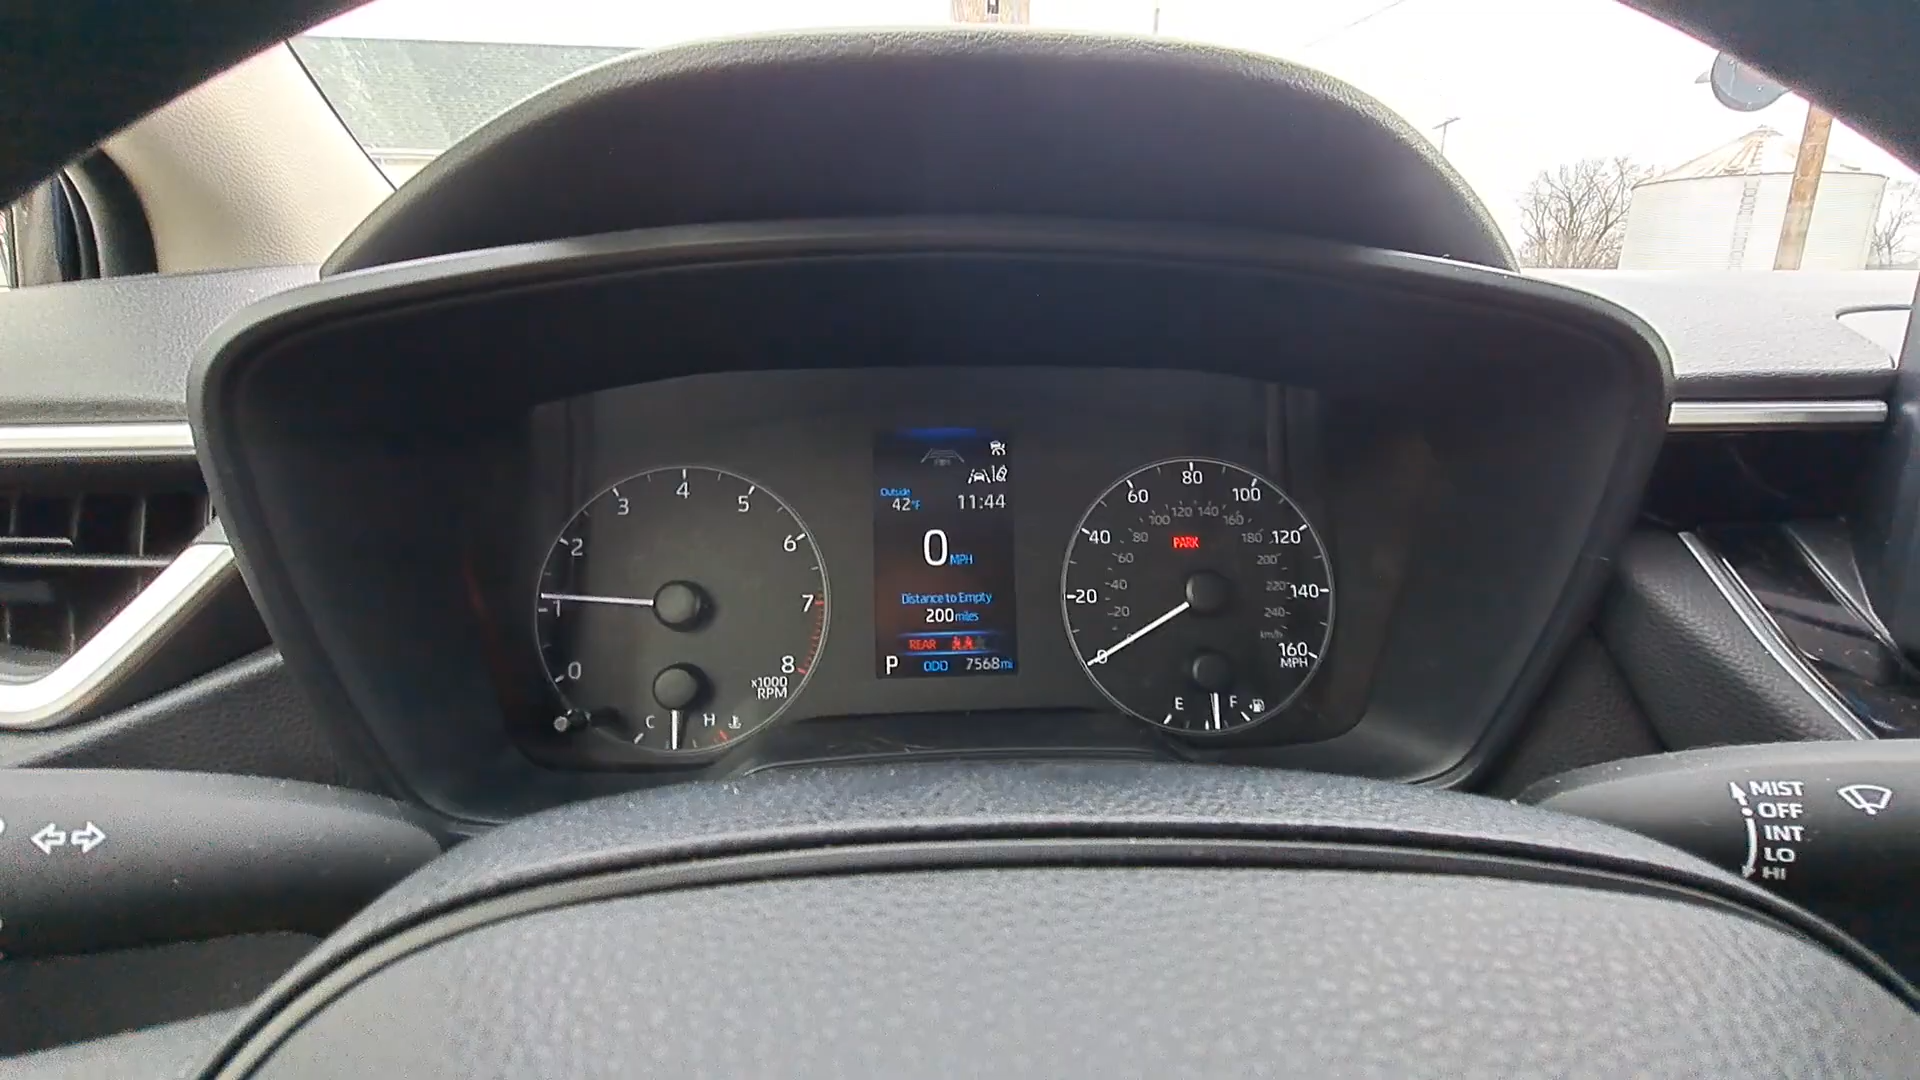 0
1
2
3
4
5
6
7
8
x1000
RPM
C H
Outside
42°F 11:44
0 MPH
Distance to Empty
200 miles
REAR
P ODO 7568 mi
0
20
40
60
80
100
120
140
160
MPH
20
40
60
80
100
120
140
160
180
200
220
240
km/h
PARK
E F
MIST
OFF
INT
LO
HI